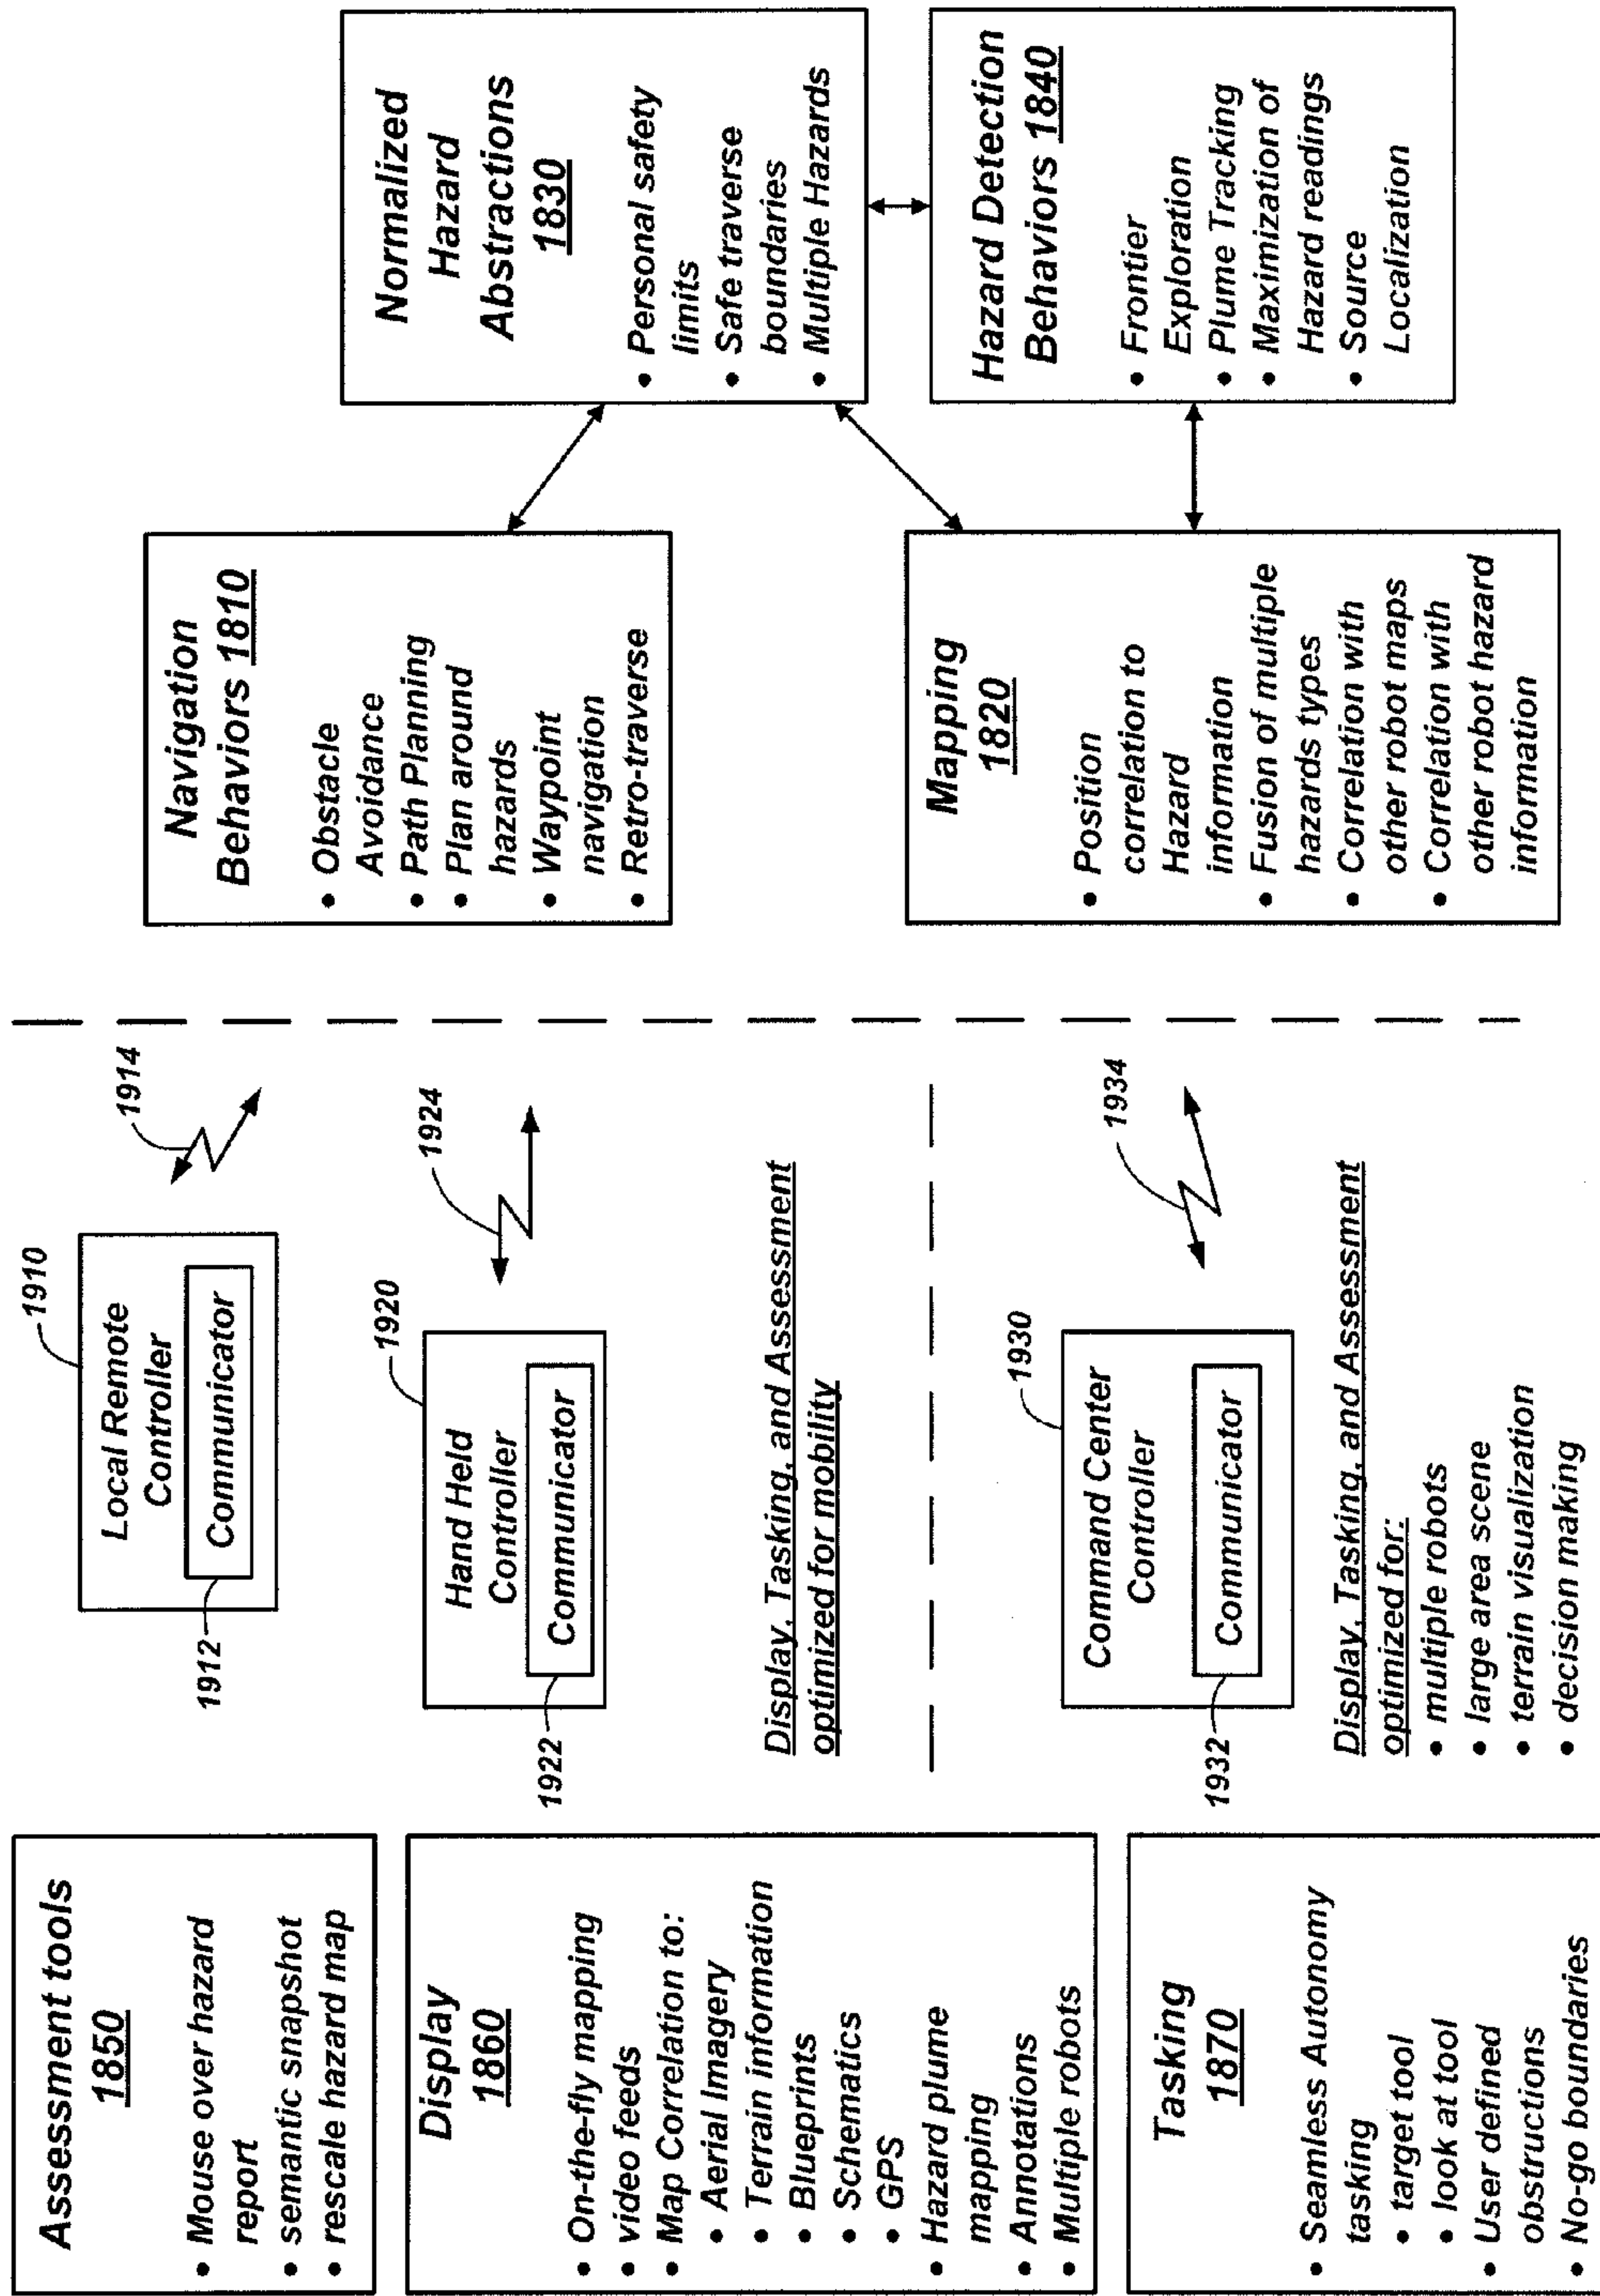 Assessment tools
1850
• Mouse over hazard
report
• semantic snapshot
• rescale hazard map
Display
1860
• On-the-fly mapping
• video feeds
• Map Correlation to:
• Aerial Imagery
• Terrain information
• Blueprints
• Schematics
• GPS
• Hazard plume
mapping
• Annotations
• Multiple robots
Tasking
1870
• Seamless Autonomy
tasking
• target tool
• look at tool
• User defined
obstructions
• No-go boundaries
1910
Local Remote
Controller
Communicator
1912
1914
1920
Hand Held
Controller
Communicator
1922
1924
Display, Tasking, and Assessment
optimized for mobility
1930
Command Center
Controller
Communicator
1932
1934
Display, Tasking, and Assessment
optimized for:
• multiple robots
• large area scene
• terrain visualization
• decision making
Navigation
Behaviors 1810
• Obstacle
Avoidance
• Path Planning
• Plan around
hazards
• Waypoint
navigation
• Retro-traverse
Mapping
1820
• Position
correlation to
Hazard
information
• Fusion of multiple
hazards types
• Correlation with
other robot maps
• Correlation with
other robot hazard
information
Normalized
Hazard
Abstractions
1830
• Personal safety
limits
• Safe traverse
boundaries
• Multiple Hazards
Hazard Detection
Behaviors 1840
• Frontier
Exploration
• Plume Tracking
• Maximization of
Hazard readings
• Source
Localization